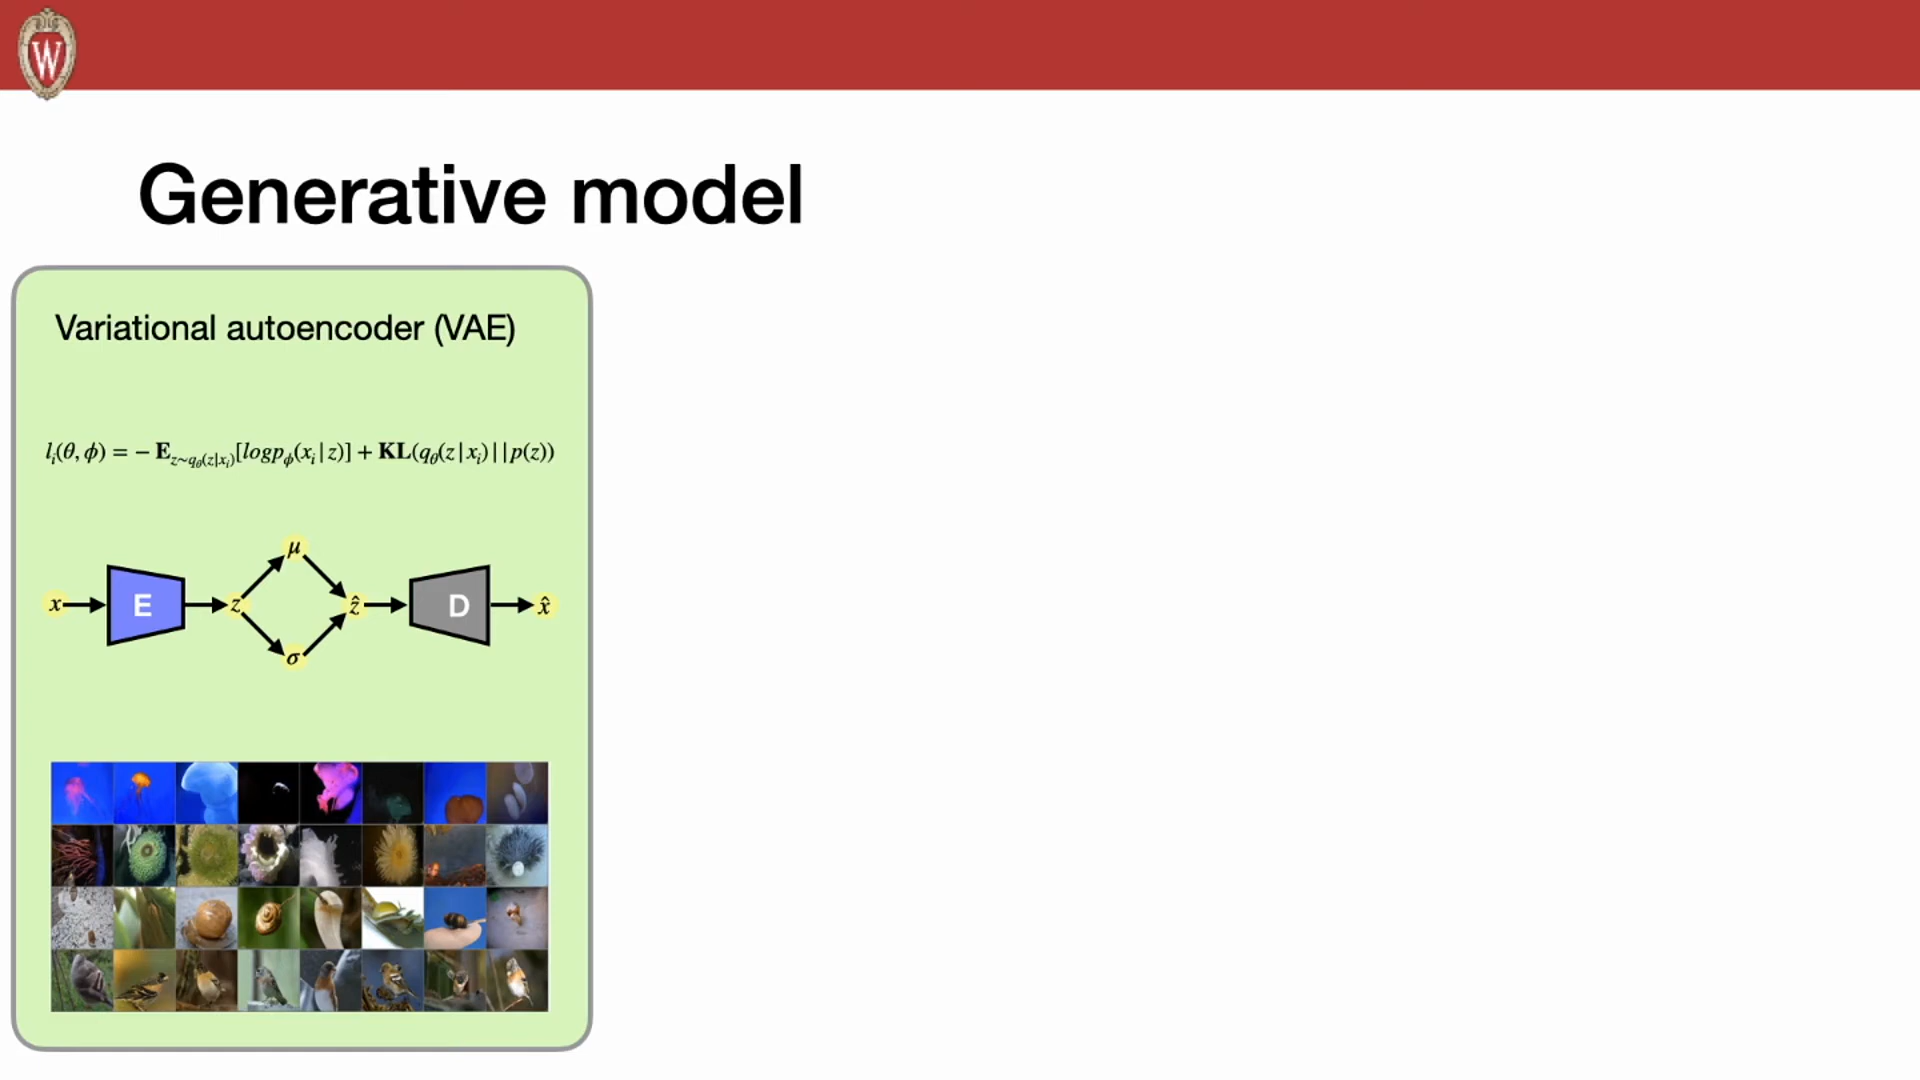 W
Generative model
Variational autoencoder (VAE)
l_i(θ, ϕ) = − E_{z∼q_θ(z|x_i)}[logp_ϕ(x_i|z)] + KL(q_θ(z|x_i)||p(z))
μ
x E z ẑ D x̂
σ